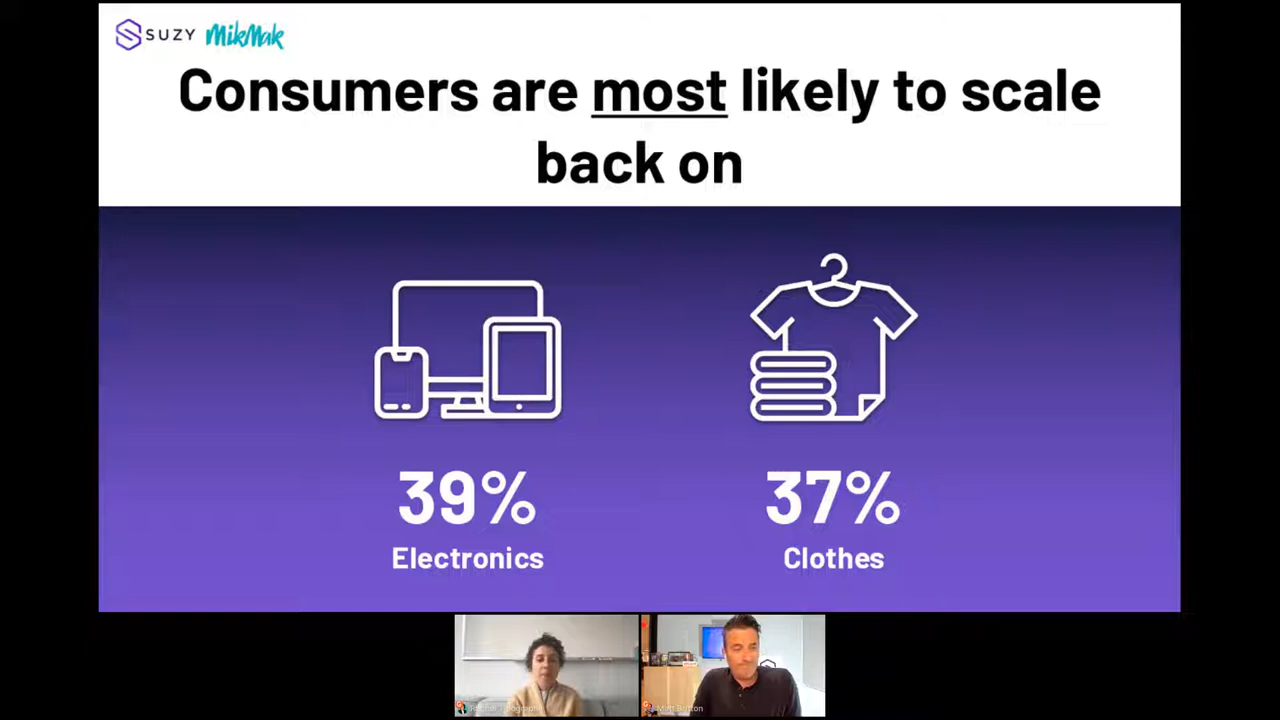 SUZY MikMak
Consumers are most likely to scale
back on
39%
37%
Electronics
Clothes